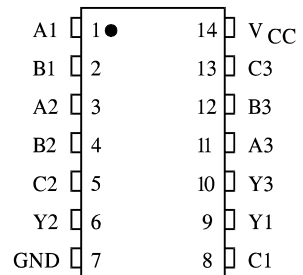 A1 1 14 VCC
B1 2 13 C3
A2 3 12 B3
B2 4 11 A3
C2 5 10 Y3
Y2 6 9 Y1
GND 7 8 C1